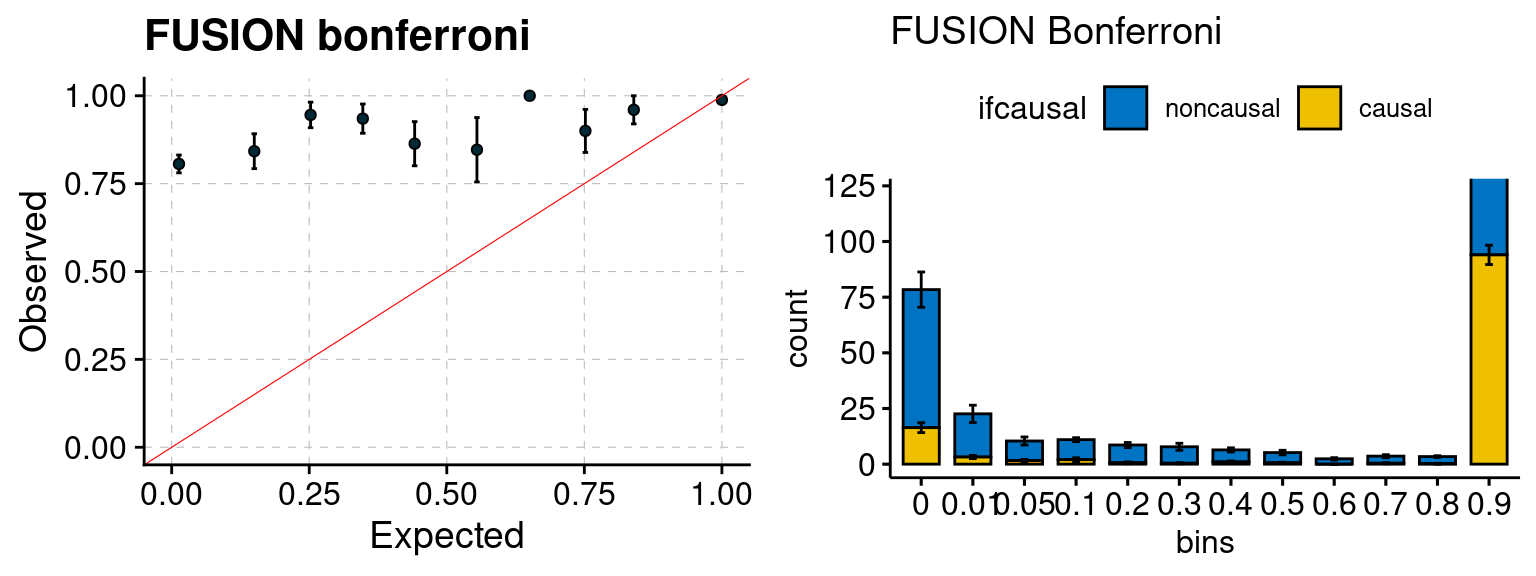 FUSION bonferroni
Observed
1.00
0.75
0.50
0.25
0.00
0.00 0.25 0.50 0.75 1.00
Expected
FUSION Bonferroni
ifcausal noncausal causal
count
125
100
75
50
25
0
0 0.01 0.05 0.1 0.2 0.3 0.4 0.5 0.6 0.7 0.8 0.9
bins